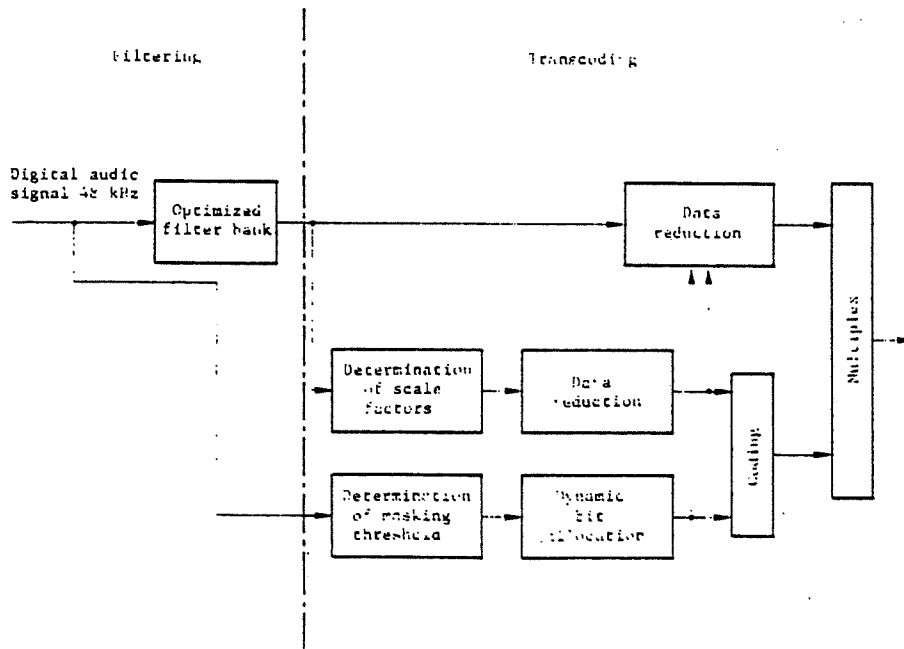 Filtering
Transcoding
Digital audio
signal 48 kHz
Optimized
filter bank
Data
reduction
Multiplex
Determination
of scale
factors
Data
reduction
Coding
Determination
of masking
threshold
Dynamic
bit
allocation